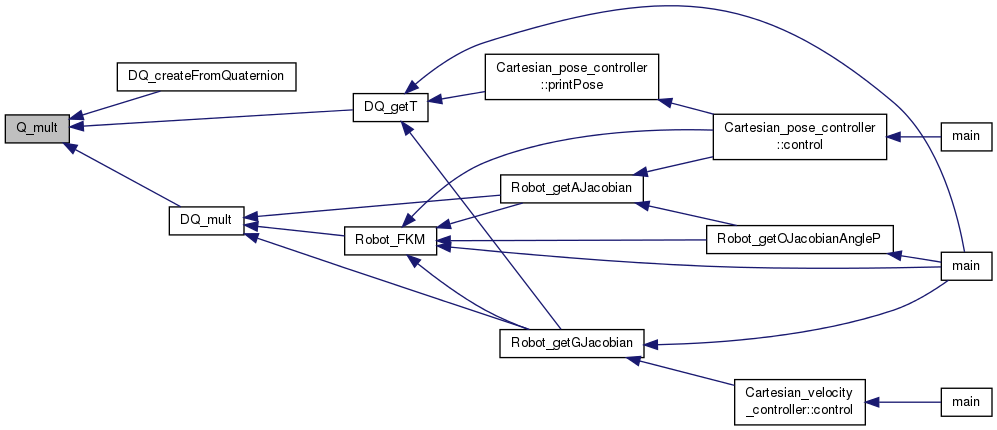 Q_mult
DQ_createFromQuaternion
DQ_mult
DQ_getT
Robot_FKM
Cartesian_pose_controller
::printPose
Robot_getAJacobian
Robot_getGJacobian
Cartesian_pose_controller
::control
Robot_getOJacobianAngleP
Cartesian_velocity
_controller::control
main
main
main